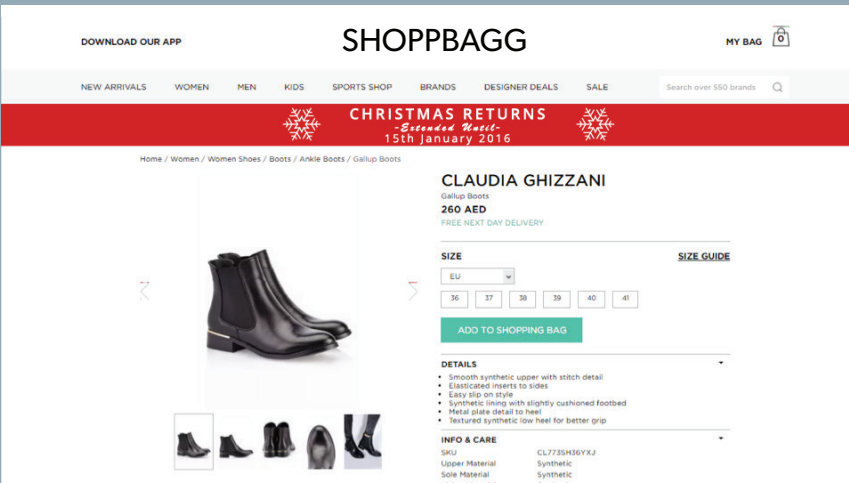 DOWNLOAD OUR APP
SHOPPBAGG
MY BAG 0
NEW ARRIVALS WOMEN MEN KIDS SPORTS SHOP BRANDS DESIGNER DEALS SALE Search over 550 brands
CHRISTMAS RETURNS
-Extended Until-
15th January 2016
Home / Women / Women Shoes / Boots / Ankle Boots / Gallup Boots
CLAUDIA GHIZZANI
Gallup Boots
260 AED
FREE NEXT DAY DELIVERY
SIZE SIZE GUIDE
EU
36 37 38 39 40 41
ADD TO SHOPPING BAG
DETAILS
• Smooth synthetic upper with stitch detail
• Elasticated inserts to sides
• Easy slip on style
• Synthetic lining with slightly cushioned footbed
• Metal plate detail to heel
• Textured synthetic low heel for better grip
INFO & CARE
SKU CL773SH36YXJ
Upper Material Synthetic
Sole Material Synthetic